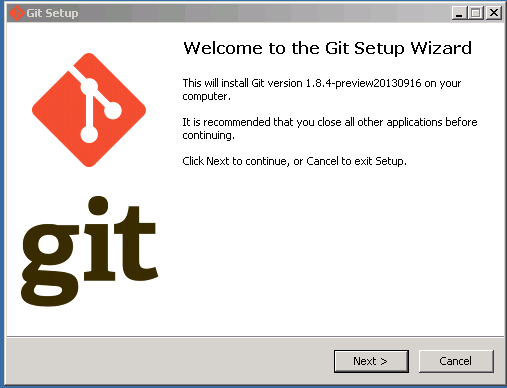 Git Setup
Welcome to the Git Setup Wizard
This will install Git version 1.8.4-preview20130916 on your
computer.
It is recommended that you close all other applications before
continuing.
Click Next to continue, or Cancel to exit Setup.
git
Next >
Cancel